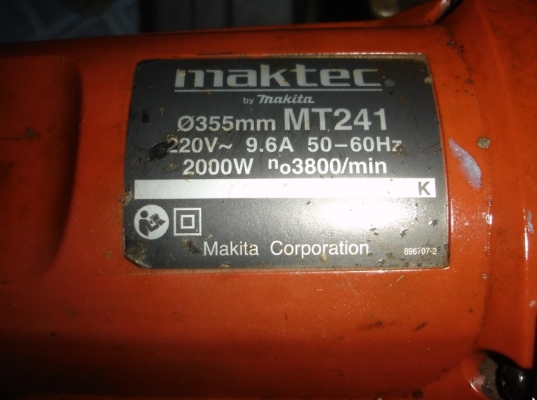 maktec®
by Makita
Ø355mm MT241
220V~ 9.6A 50-60Hz
2000W no3800/min
K
Makita Corporation
896707-2